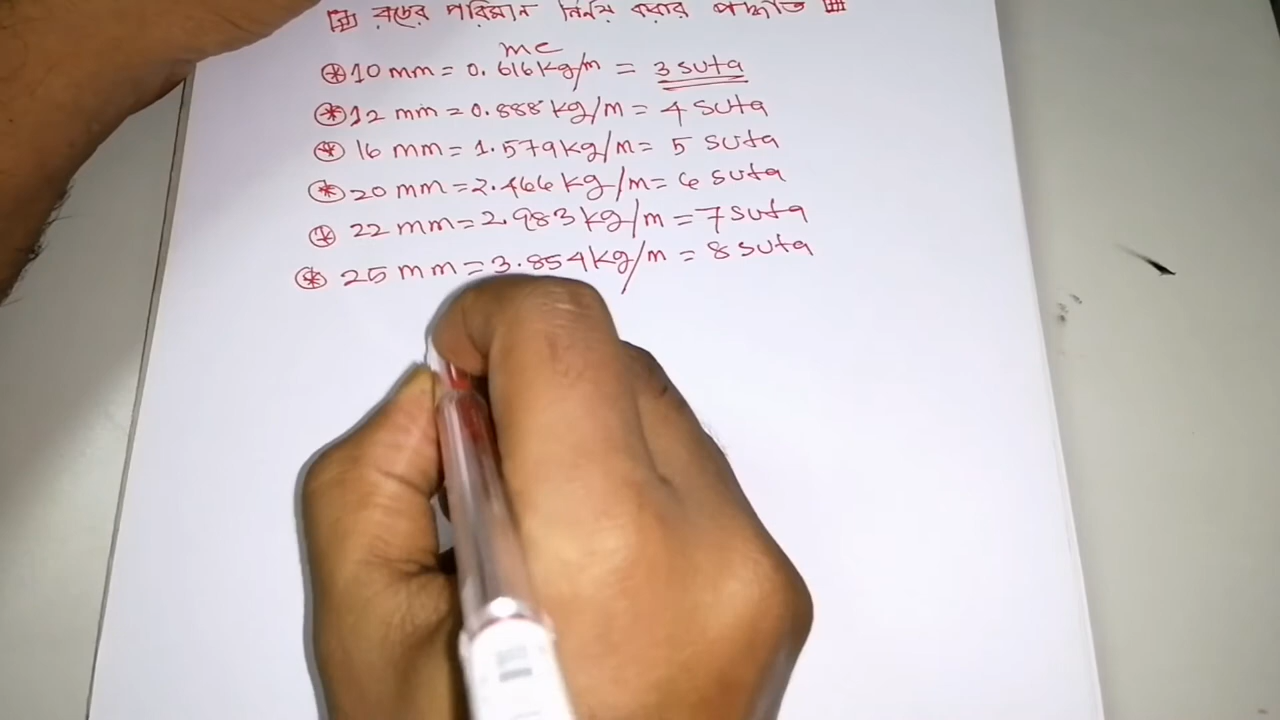 রডের পরিমান নির্নয় করার পদ্ধতি
me
10 mm = 0.616 kg/m = 3 suta
12 mm = 0.888 kg/m = 4 suta
16 mm = 1.579 kg/m = 5 suta
20 mm = 2.466 kg/m = 6 suta
22 mm = 2.983 kg/m = 7 suta
25 mm = 3.854 kg/m = 8 suta